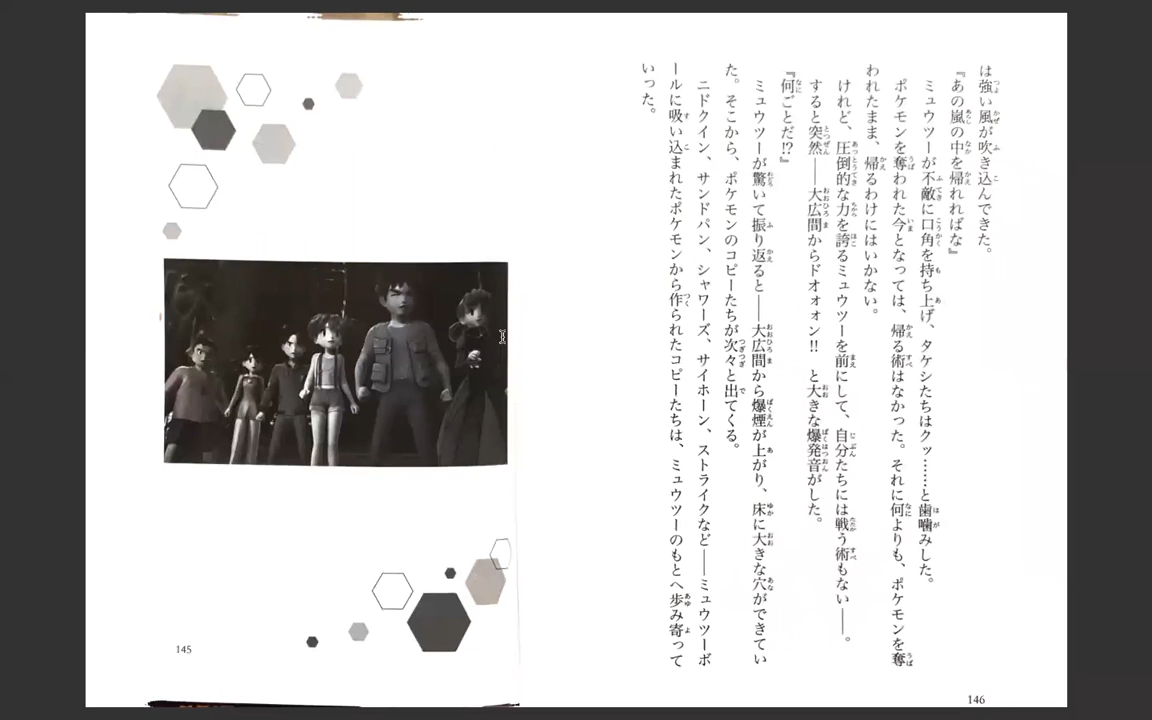 は強い風が吹き込んできた。
『あの嵐の中を帰れればな』
ミュウツーが不敵に口角を持ち上げ、タケシたちはクッ……と歯噛みした。
ポケモンを奪われた今となっては、帰る術はなかった。それに何よりも、ポケモンを奪
われたまま、帰るわけにはいかない。
けれど、圧倒的な力を誇るミュウツーを前にして、自分たちには戦う術もない――。
すると突然――大広間からドオォォン!! と大きな爆発音がした。
『何ごとだ!?』
ミュウツーが驚いて振り返ると――大広間から爆煙が上がり、床に大きな穴ができてい
た。そこから、ポケモンのコピーたちが次々と出てくる。
ニドクイン、サンドパン、シャワーズ、サイホーン、ストライクなど――ミュウツーボ
ールに吸い込まれたポケモンから作られたコピーたちは、ミュウツーのもとへ歩み寄って
いった。
146
145